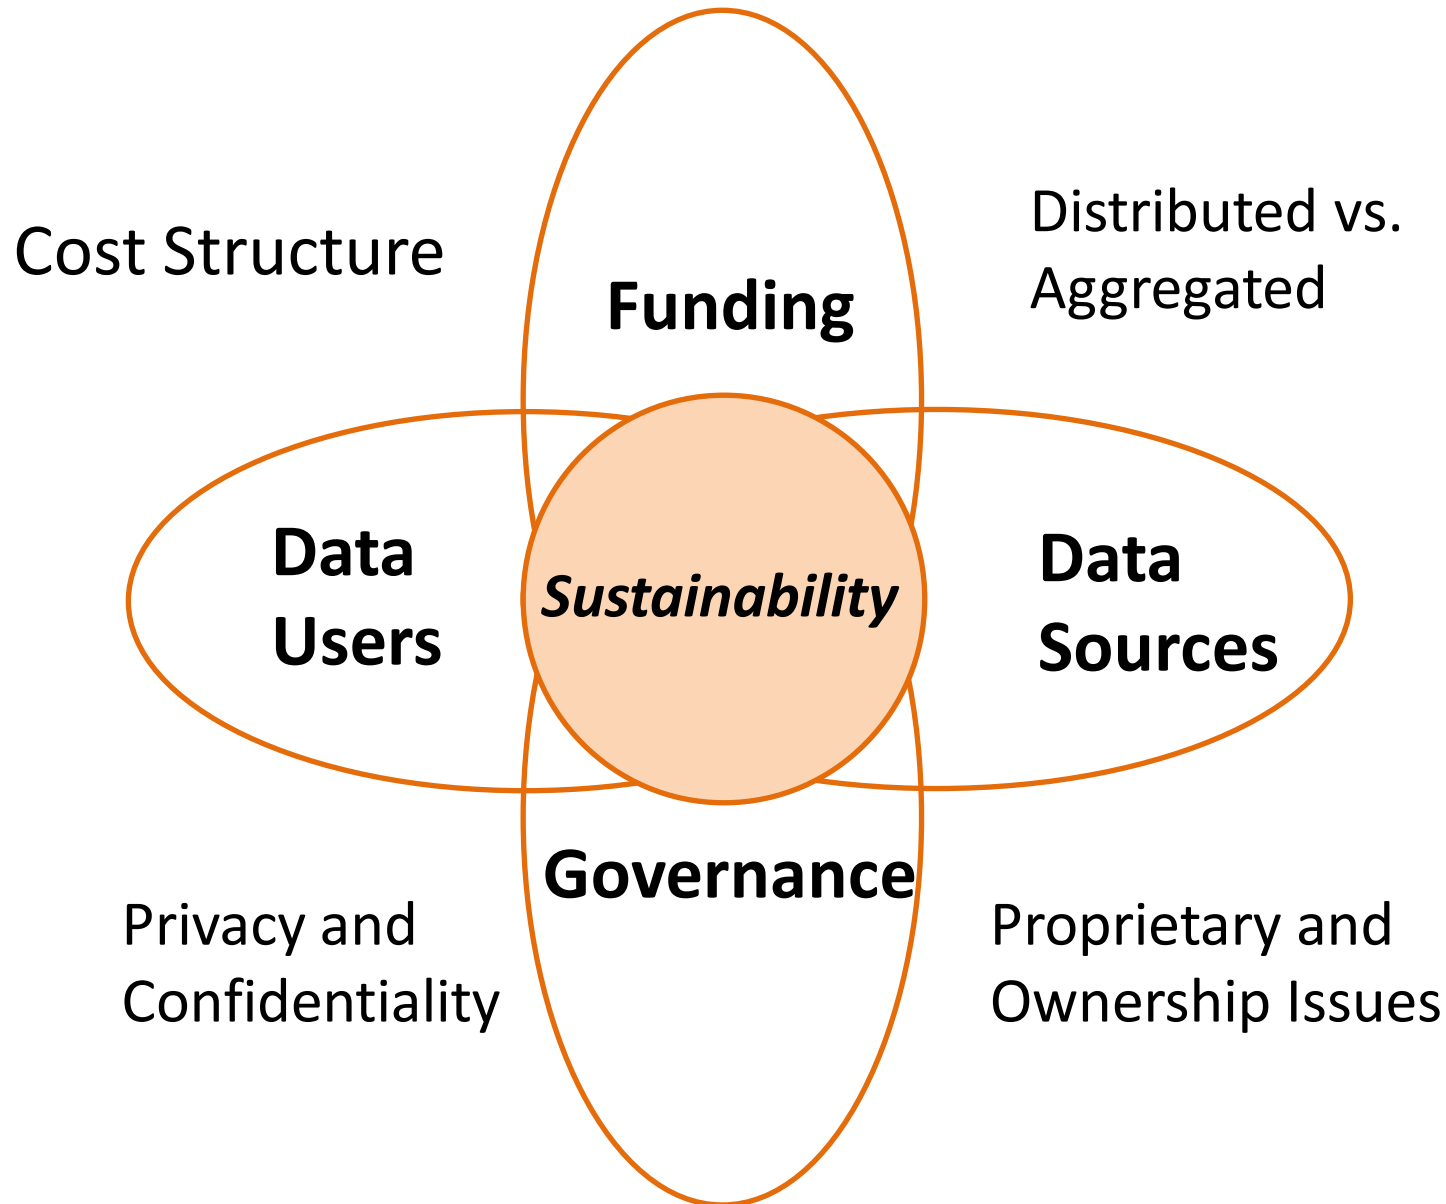 Cost Structure
Distributed vs.
Aggregated
Funding
Data
Users
Sustainability
Data
Sources
Governance
Privacy and
Confidentiality
Proprietary and
Ownership Issues